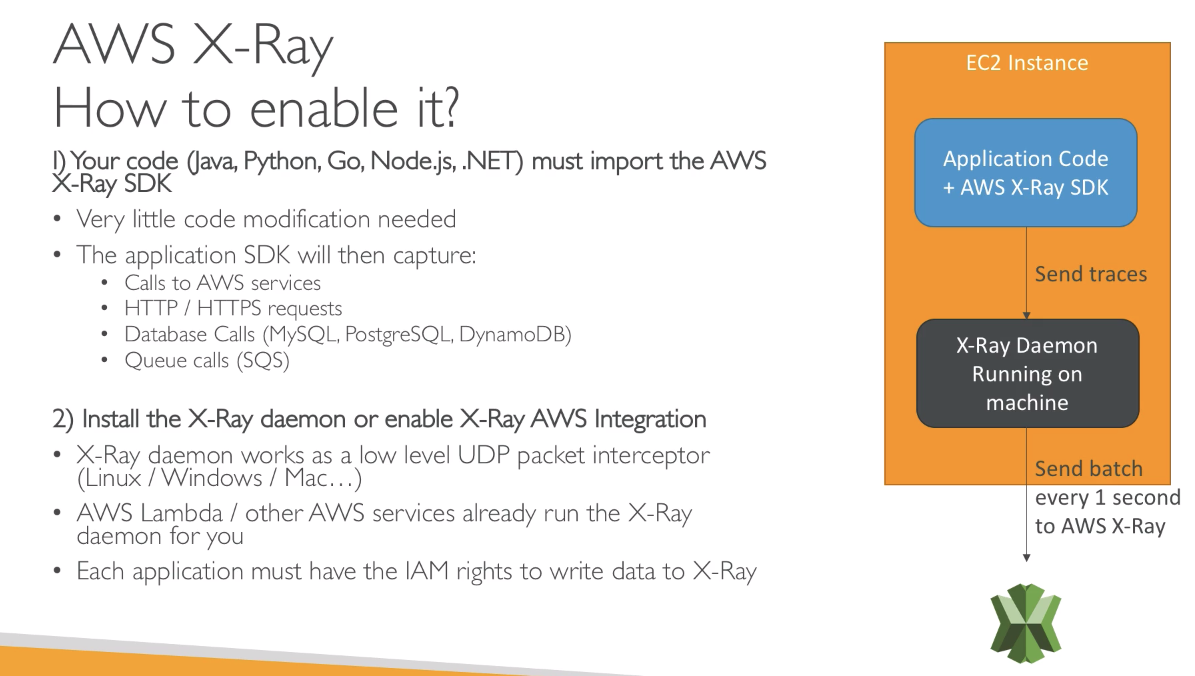 AWS X-Ray
How to enable it?
1) Your code (Java, Python, Go, Node.js, .NET) must import the AWS
X-Ray SDK
• Very little code modification needed
• The application SDK will then capture:
• Calls to AWS services
• HTTP / HTTPS requests
• Database Calls (MySQL, PostgreSQL, DynamoDB)
• Queue calls (SQS)
2) Install the X-Ray daemon or enable X-Ray AWS Integration
• X-Ray daemon works as a low level UDP packet interceptor
(Linux / Windows / Mac…)
• AWS Lambda / other AWS services already run the X-Ray
daemon for you
• Each application must have the IAM rights to write data to X-Ray
EC2 Instance
Application Code
+ AWS X-Ray SDK
Send traces
X-Ray Daemon
Running on
machine
Send batch
every 1 second
to AWS X-Ray